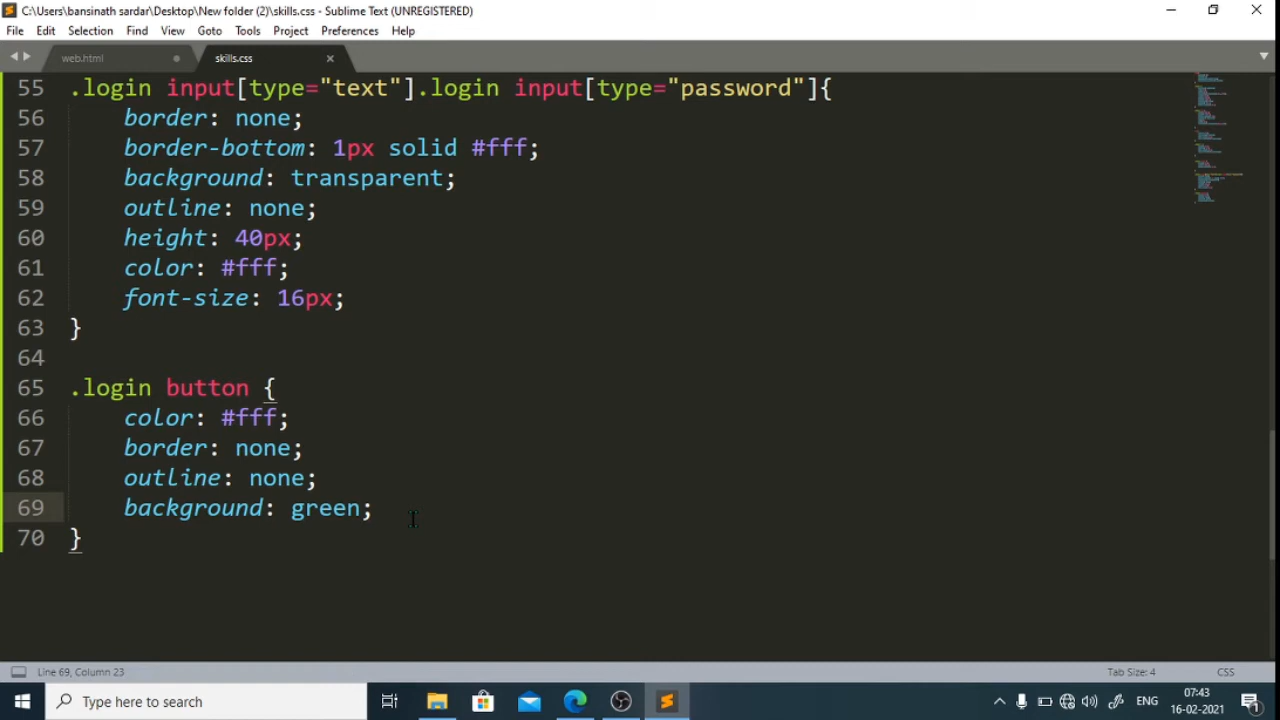 C:\Users\bansinath sardar\Desktop\New folder (2)\skills.css - Sublime Text (UNREGISTERED)
File Edit Selection Find View Goto Tools Project Preferences Help
web.html skills.css
55 .login input[type="text"].login input[type="password"]{
56 border: none;
57 border-bottom: 1px solid #fff;
58 background: transparent;
59 outline: none;
60 height: 40px;
61 color: #fff;
62 font-size: 16px;
63 }
64
65 .login button {
66 color: #fff;
67 border: none;
68 outline: none;
69 background: green;
70 }
Line 69, Column 23 Tab Size: 4 CSS
Type here to search ENG 07:43
16-02-2021 1